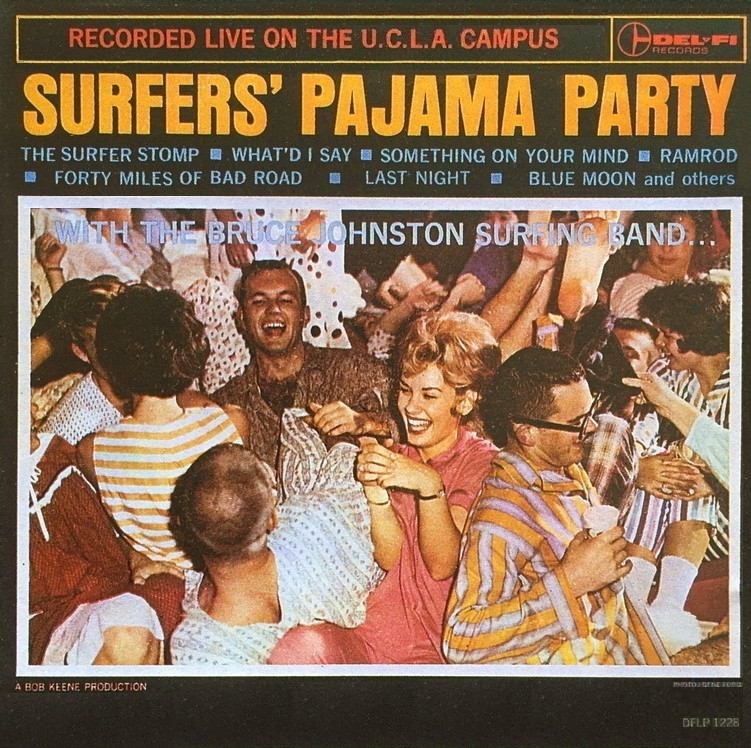 RECORDED LIVE ON THE U.C.L.A. CAMPUS
DEL-FI
RECORDS
SURFERS' PAJAMA PARTY
THE SURFER STOMP ■ WHAT'D I SAY ■ SOMETHING ON YOUR MIND ■ RAMROD
■ FORTY MILES OF BAD ROAD ■ LAST NIGHT ■ BLUE MOON and others
WITH THE BRUCE JOHNSTON SURFING BAND...
A BOB KEENE PRODUCTION
DFLP 1228